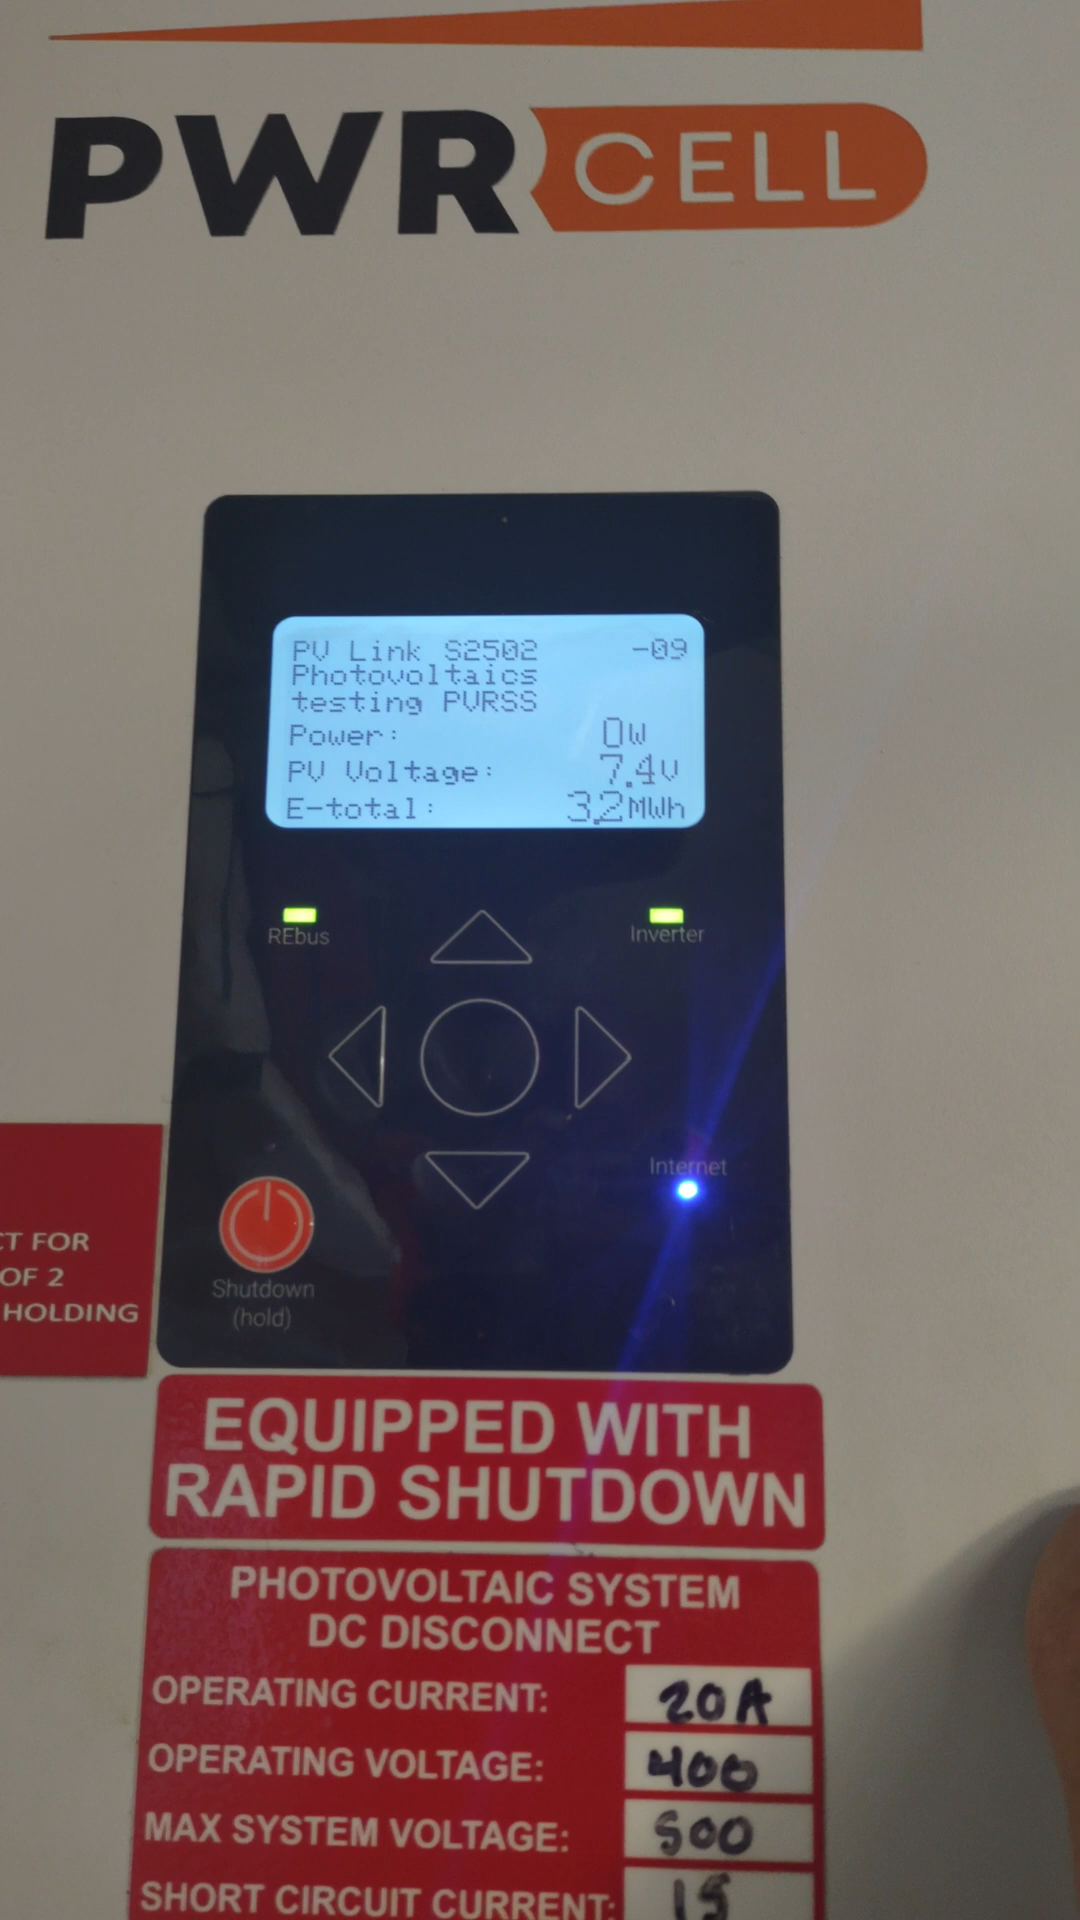 PWRCELL
PV Link S2502 -09
Photovoltaics
testing PVRSS
Power: 0W
PV Voltage: 7.4V
E-total: 3.2MWh
REbus Inverter
Internet
Shutdown
(hold)
CT FOR
OF 2
HOLDING
EQUIPPED WITH
RAPID SHUTDOWN
PHOTOVOLTAIC SYSTEM
DC DISCONNECT
OPERATING CURRENT: 20A
OPERATING VOLTAGE: 400
MAX SYSTEM VOLTAGE: 500
SHORT CIRCUIT CURRENT: 15